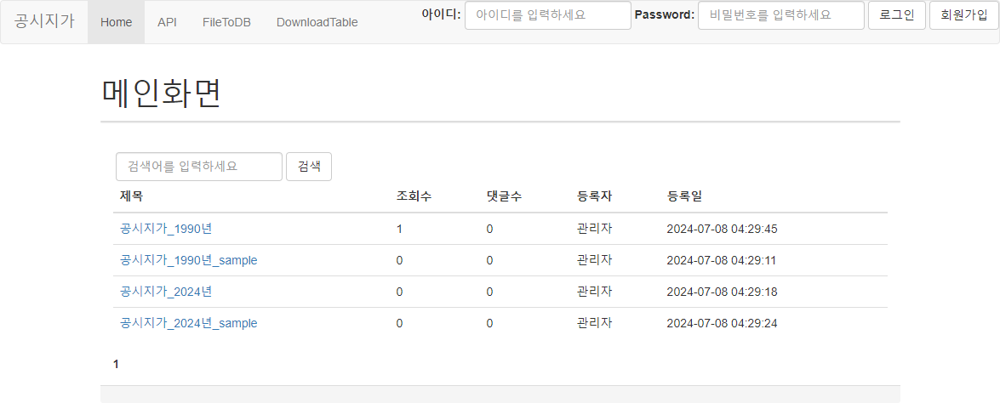 공시지가 Home API FileToDB DownloadTable 아이디: 아이디를 입력하세요 Password: 비밀번호를 입력하세요 로그인 회원가입
메인화면
검색어를 입력하세요 검색
제목 조회수 댓글수 등록자 등록일
공시지가_1990년 1 0 관리자 2024-07-08 04:29:45
공시지가_1990년_sample 0 0 관리자 2024-07-08 04:29:11
공시지가_2024년 0 0 관리자 2024-07-08 04:29:18
공시지가_2024년_sample 0 0 관리자 2024-07-08 04:29:24
1